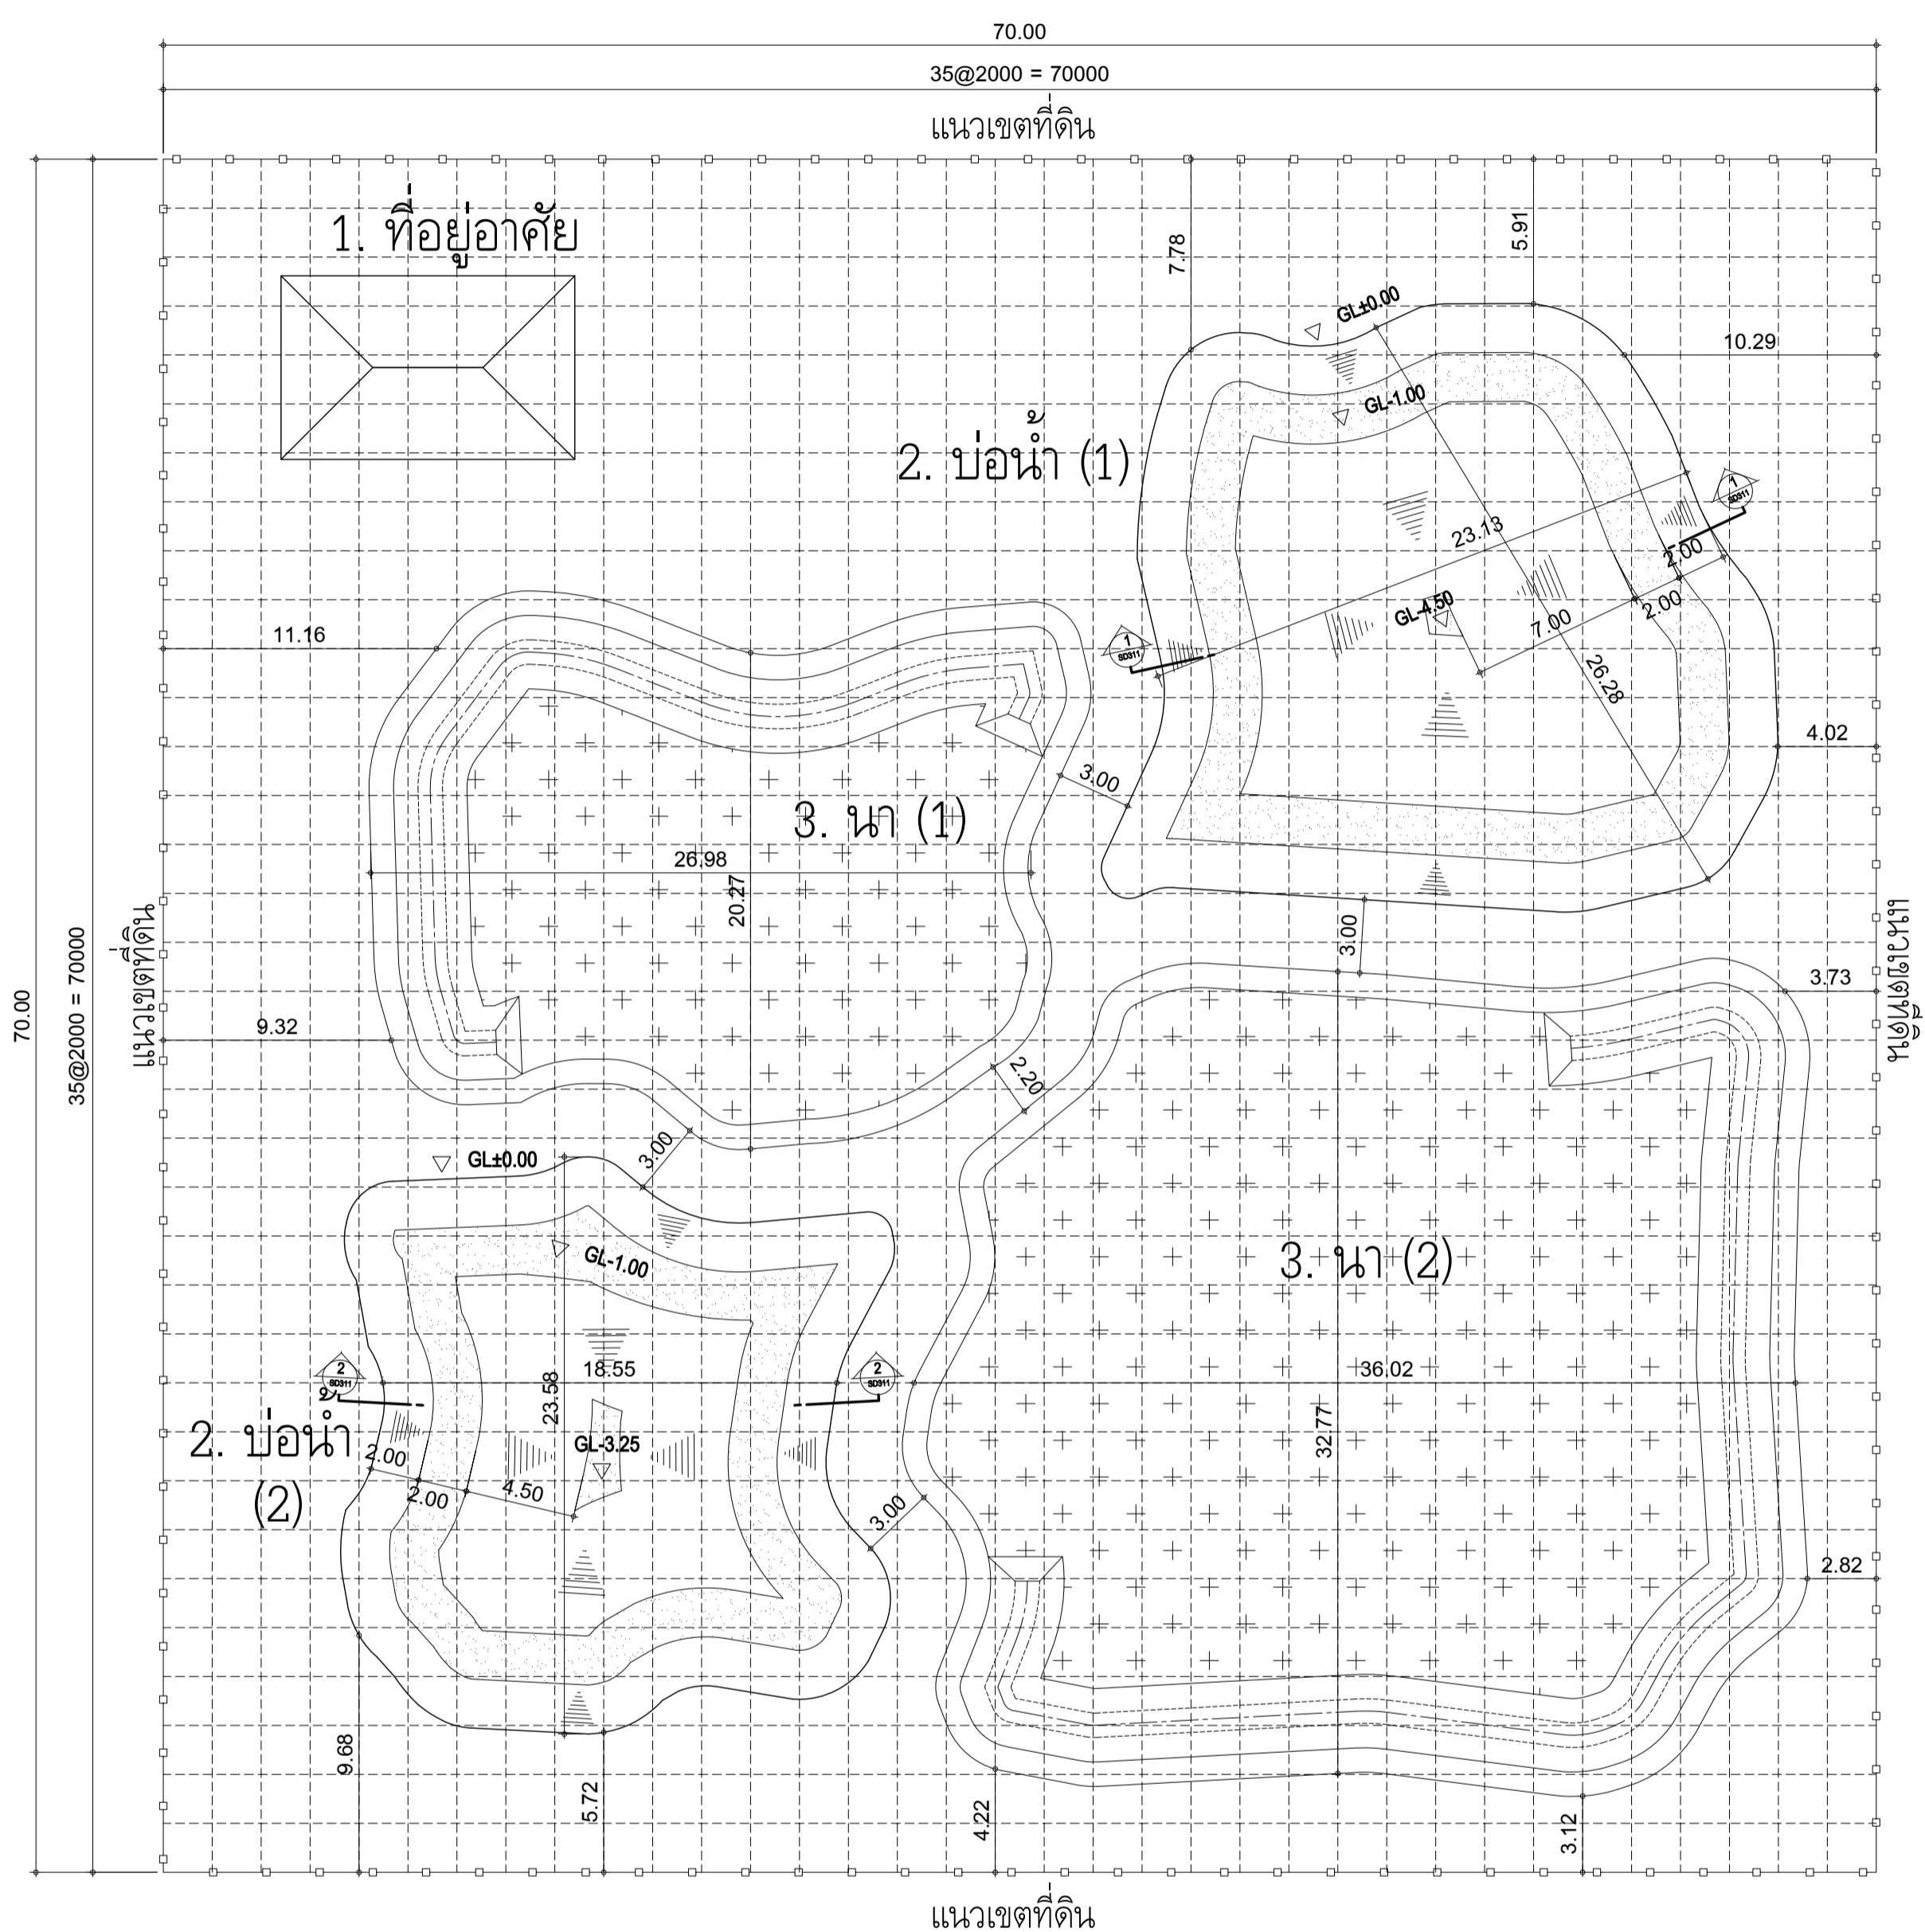 70.00
35@2000 = 70000
แนวเขตที่ดิน
1. ที่อยู่อาศัย
7.78
5.91
GL±0.00
10.29
GL-1.00
2. บ่อน้ำ (1)
1
SD311
23.13
2.00
GL-4.50
2.00
7.00
1
SD311
11.16
26.28
4.02
3.00
3. นา (1)
26.98
20.27
แนวเขตที่ดิน
แนวเขตที่ดิน
3.00
70.00
35@2000 = 70000
9.32
3.73
2.20
3.00
GL±0.00
GL-1.00
3. นา (2)
2
SD311
18.55
2
SD311
36.02
23.58
2. บ่อน้ำ
(2)
GL-3.25
32.77
2.00
2.00
4.50
3.00
2.82
9.68
5.72
4.22
3.12
แนวเขตที่ดิน